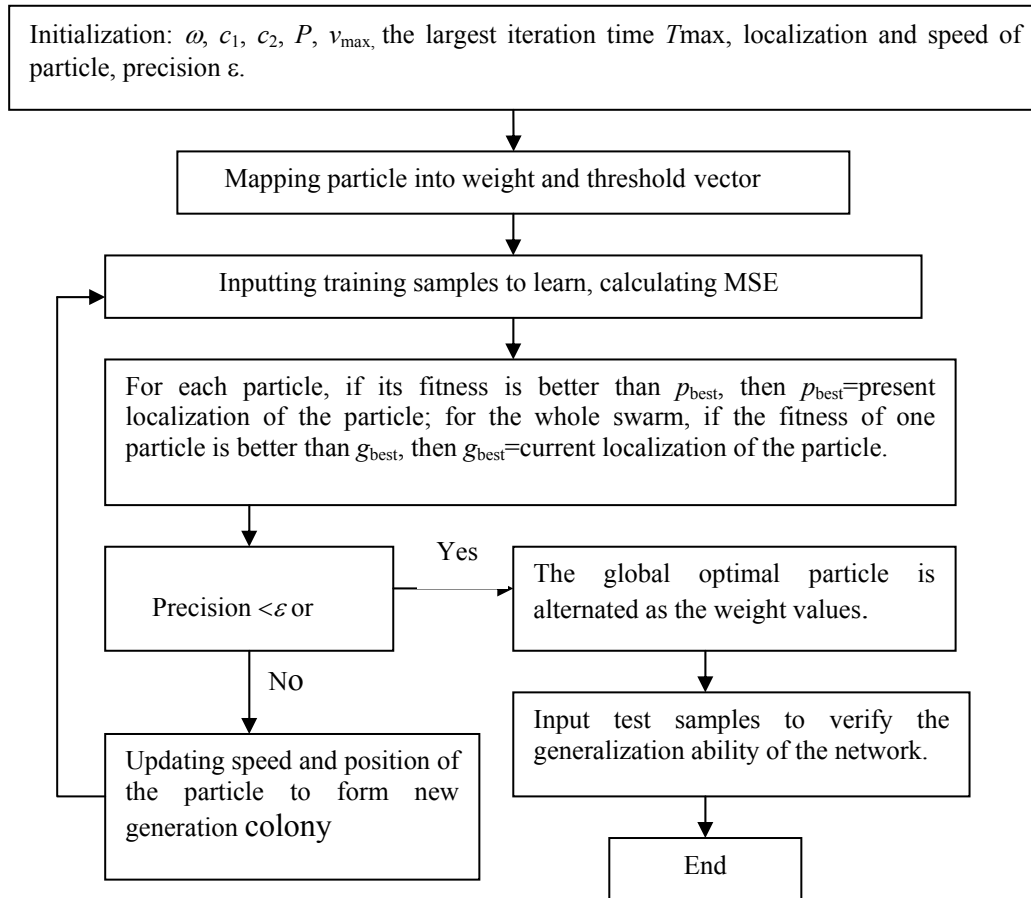 Initialization: ω, c1, c2, P, vmax, the largest iteration time Tmax, localization and speed of
particle, precision ε.
Mapping particle into weight and threshold vector
Inputting training samples to learn, calculating MSE
For each particle, if its fitness is better than pbest, then pbest=present
localization of the particle; for the whole swarm, if the fitness of one
particle is better than gbest, then gbest=current localization of the particle.
Precision <ε or
Yes
No
The global optimal particle is
alternated as the weight values.
Updating speed and position of
the particle to form new
generation colony
Input test samples to verify the
generalization ability of the network.
End